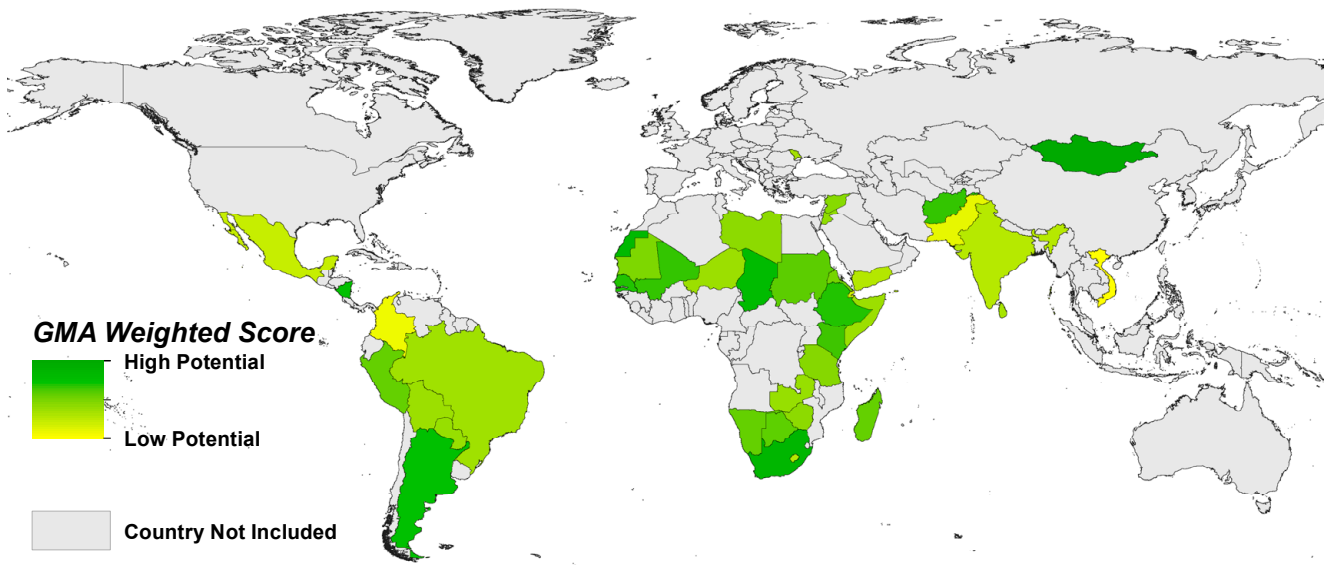 GMA Weighted Score
High Potential
Low Potential
Country Not Included